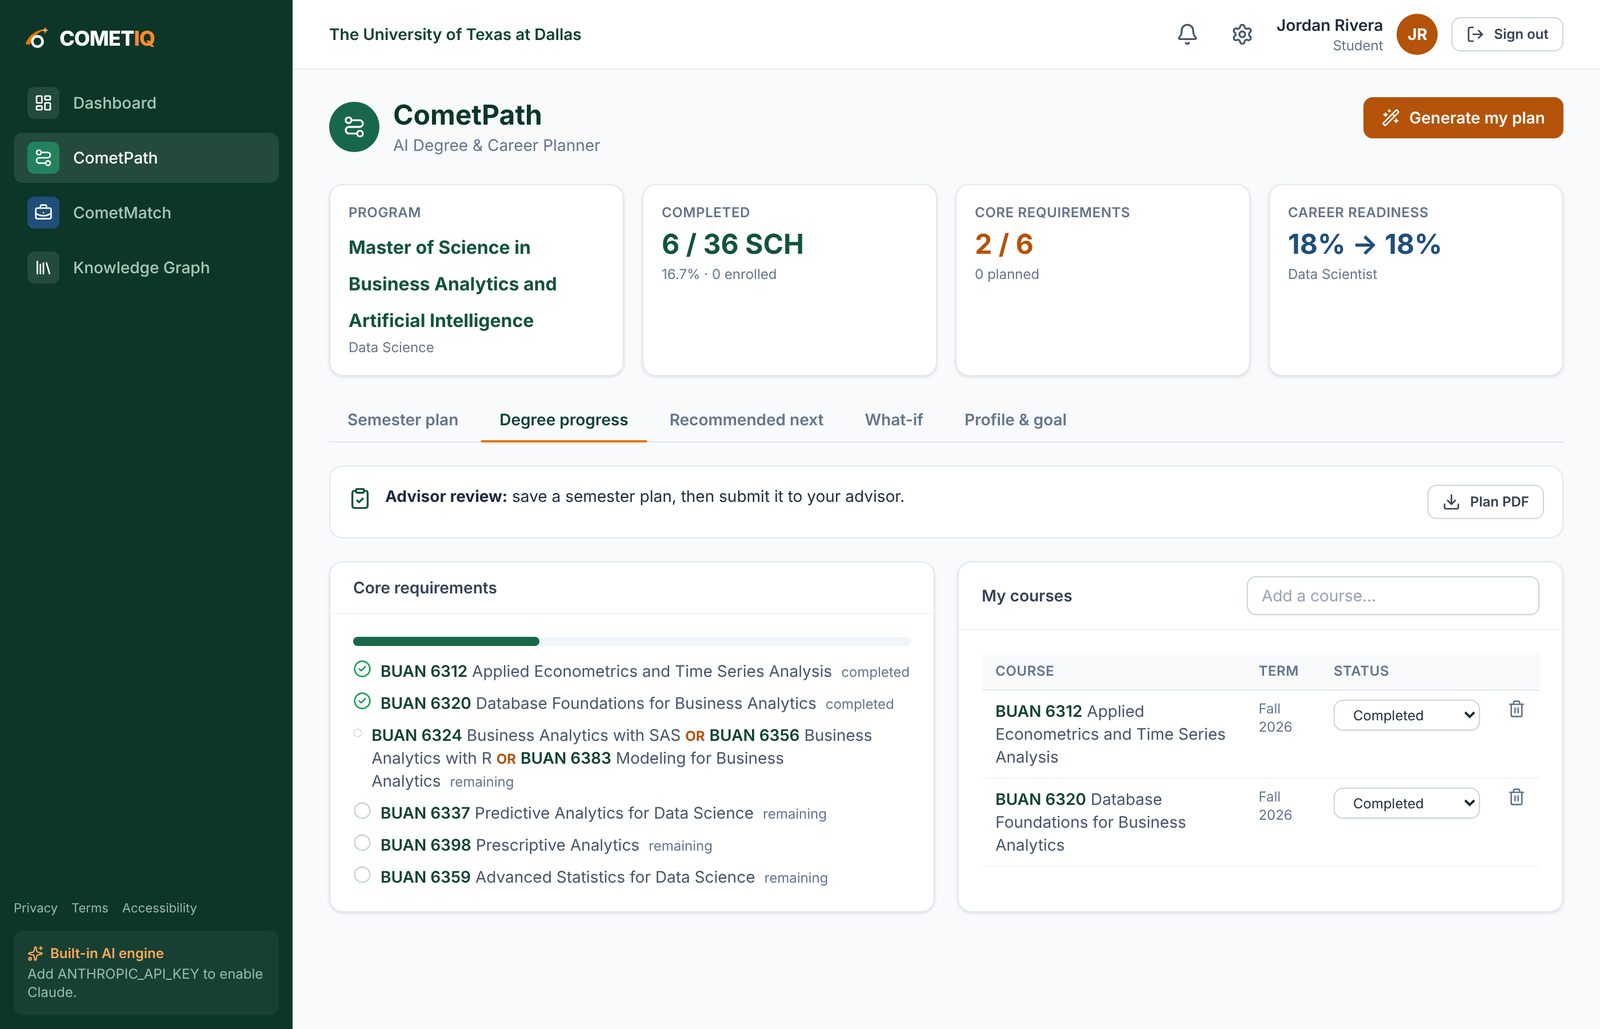 COMETIQ
Dashboard
CometPath
CometMatch
Knowledge Graph
Privacy Terms Accessibility
Built-in AI engine
Add ANTHROPIC_API_KEY to enable
Claude.
The University of Texas at Dallas
Jordan Rivera
Student
JR
Sign out
CometPath
AI Degree & Career Planner
Generate my plan
PROGRAM
Master of Science in
Business Analytics and
Artificial Intelligence
Data Science
COMPLETED
6 / 36 SCH
16.7% · 0 enrolled
CORE REQUIREMENTS
2 / 6
0 planned
CAREER READINESS
18% → 18%
Data Scientist
Semester plan Degree progress Recommended next What-if Profile & goal
Advisor review: save a semester plan, then submit it to your advisor.
Plan PDF
Core requirements
BUAN 6312 Applied Econometrics and Time Series Analysis completed
BUAN 6320 Database Foundations for Business Analytics completed
BUAN 6324 Business Analytics with SAS OR BUAN 6356 Business
Analytics with R OR BUAN 6383 Modeling for Business
Analytics remaining
BUAN 6337 Predictive Analytics for Data Science remaining
BUAN 6398 Prescriptive Analytics remaining
BUAN 6359 Advanced Statistics for Data Science remaining
My courses
Add a course...
COURSE TERM STATUS
BUAN 6312 Applied
Econometrics and Time Series
Analysis
Fall
2026
Completed
BUAN 6320 Database
Foundations for Business
Analytics
Fall
2026
Completed